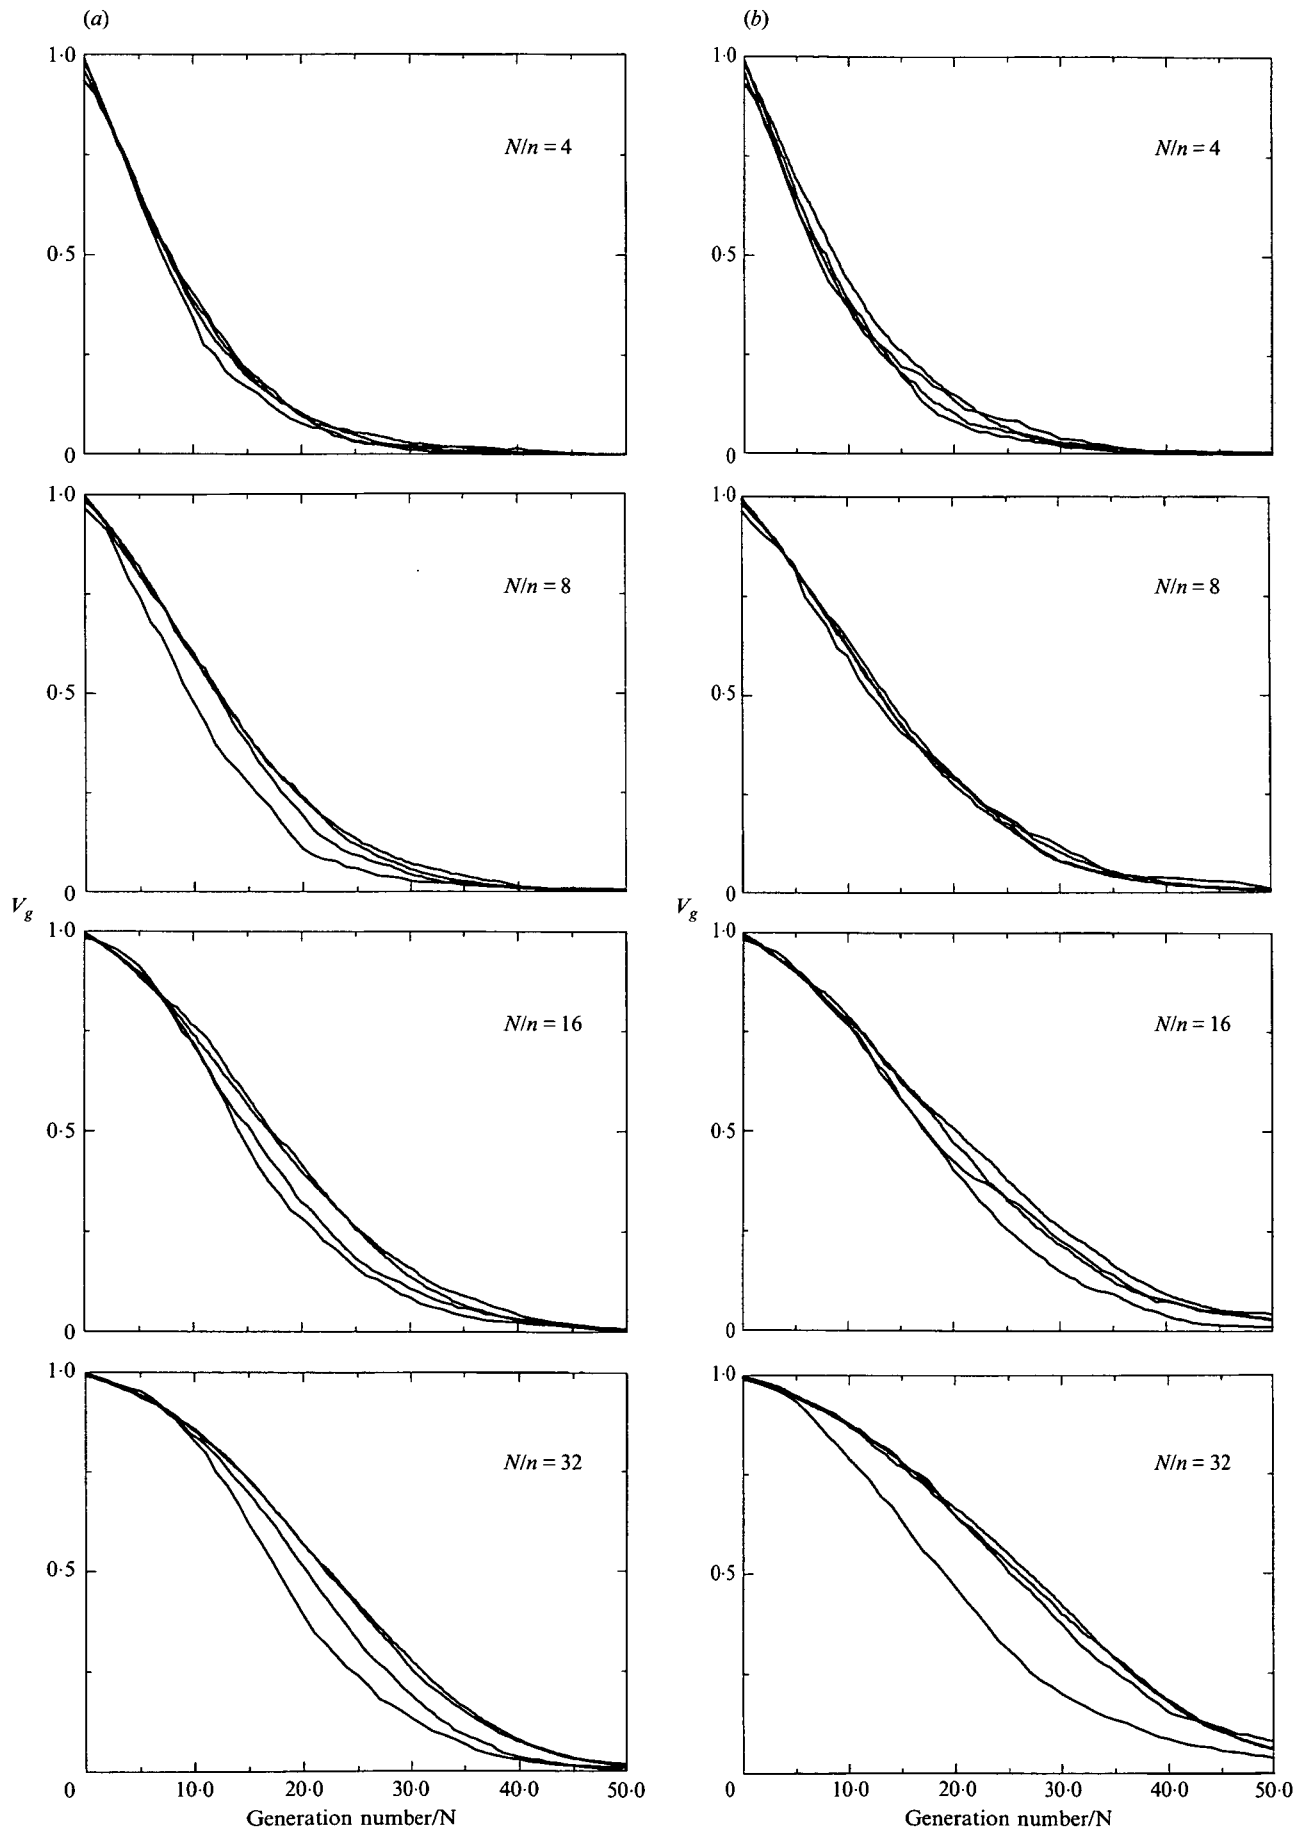 (a)
(b)
1·0
0·5
0
N/n = 4
1·0
0·5
0
N/n = 4
1·0
0·5
0
N/n = 8
1·0
0·5
0
N/n = 8
Vg
1·0
0·5
0
N/n = 16
Vg
1·0
0·5
0
N/n = 16
1·0
0·5
0
N/n = 32
10·0 20·0 30·0 40·0 50·0
Generation number/N
1·0
0·5
0
N/n = 32
10·0 20·0 30·0 40·0 50·0
Generation number/N